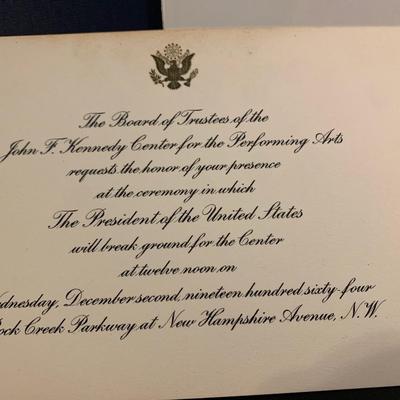 The Board of Trustees of the
John F. Kennedy Center for the Performing Arts
requests the honor of your presence
at the ceremony in which
The President of the United States
will break ground for the Center
at twelve noon on
Wednesday, December second, nineteen hundred sixty-four
Rock Creek Parkway at New Hampshire Avenue, N.W.